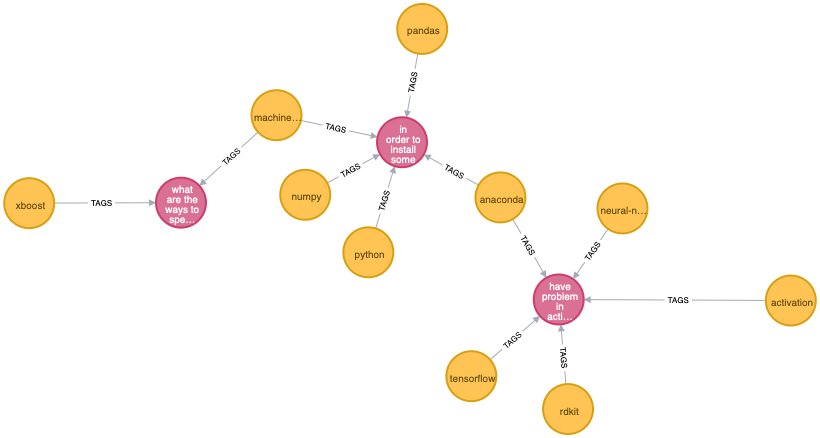 pandas
TAGS
machine…
TAGS
in
order to
install
some
TAGS
TAGS
TAGS
what
are the
ways to
spe…
TAGS
xboost
numpy
TAGS
anaconda
neural-n…
python
TAGS
TAGS
have
problem
in
acti…
TAGS
activation
TAGS
TAGS
tensorflow
rdkit